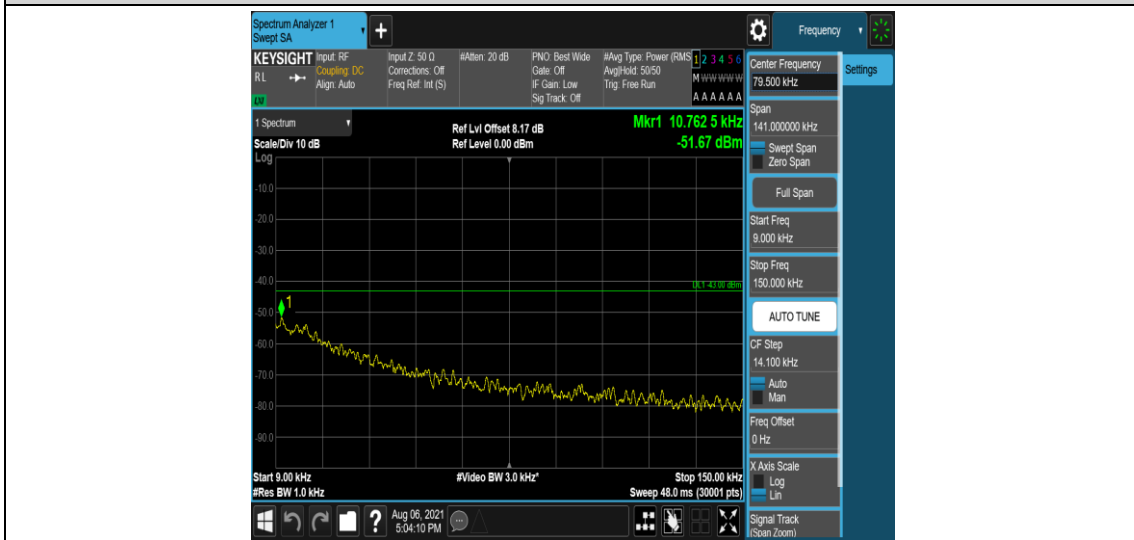 Spectrum Analyzer 1
Swept SA
+
Frequency
KEYSIGHT
RL
Input: RF
Coupling: DC
Align: Auto
Input Z: 50 Ω
Corrections: Off
Freq Ref: Int (S)
#Atten: 20 dB
PNO: Best Wide
Gate: Off
IF Gain: Low
Sig Track: Off
#Avg Type: Power (RMS
Avg|Hold: 50/50
Trig: Free Run
1 2 3 4 5 6
M W W W W W
A A A A A A
1 Spectrum
Scale/Div 10 dB
Log
Ref Lvl Offset 8.17 dB
Ref Level 0.00 dBm
Mkr1 10.762 5 kHz
-51.67 dBm
-10.0
-20.0
-30.0
-40.0
DL1 -43.00 dBm
1
-50.0
-60.0
-70.0
-80.0
-90.0
Start 9.00 kHz
#Video BW 3.0 kHz*
Stop 150.00 kHz
#Res BW 1.0 kHz
Sweep 48.0 ms (30001 pts)
?
Aug 06, 2021
5:04:10 PM
Center Frequency
79.500 kHz
Settings
Span
141.000000 kHz
Swept Span
Zero Span
Full Span
Start Freq
9.000 kHz
Stop Freq
150.000 kHz
AUTO TUNE
CF Step
14.100 kHz
Auto
Man
Freq Offset
0 Hz
X Axis Scale
Log
Lin
Signal Track
(Span Zoom)